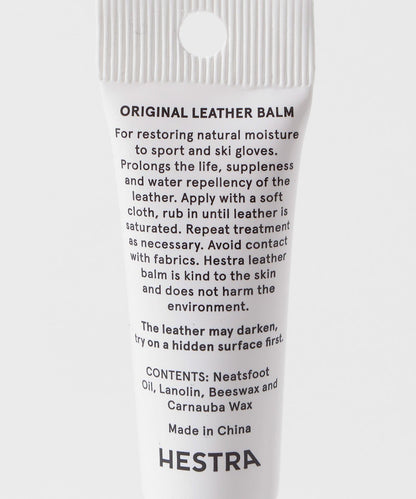 ORIGINAL LEATHER BALM
For restoring natural moisture
to sport and ski gloves.
Prolongs the life, suppleness
and water repellency of the
leather. Apply with a soft
cloth, rub in until leather is
saturated. Repeat treatment
as necessary. Avoid contact
with fabrics. Hestra leather
balm is kind to the skin
and does not harm the
environment.
The leather may darken,
try on a hidden surface first.
CONTENTS: Neatsfoot
Oil, Lanolin, Beeswax and
Carnauba Wax
Made in China
HESTRA